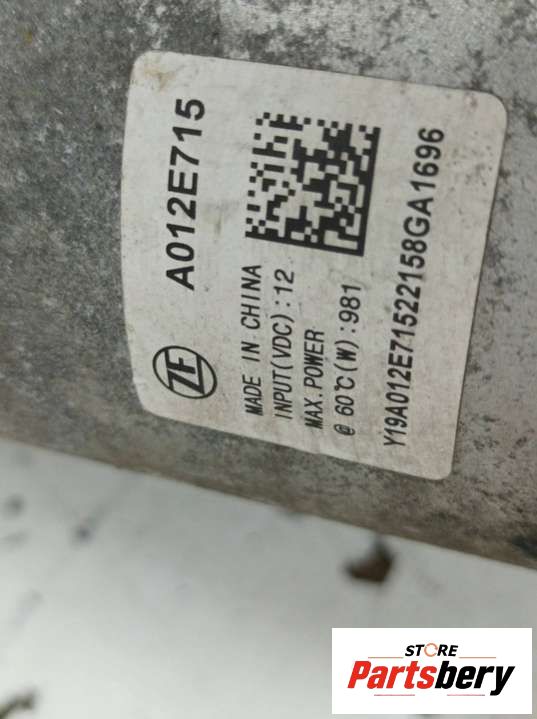 A012E715
ZF
MADE IN CHINA
INPUT(VDC):12
MAX.POWER
@ 60℃(W):981
Y19A012E71522158GA1696
STORE
Partsbery